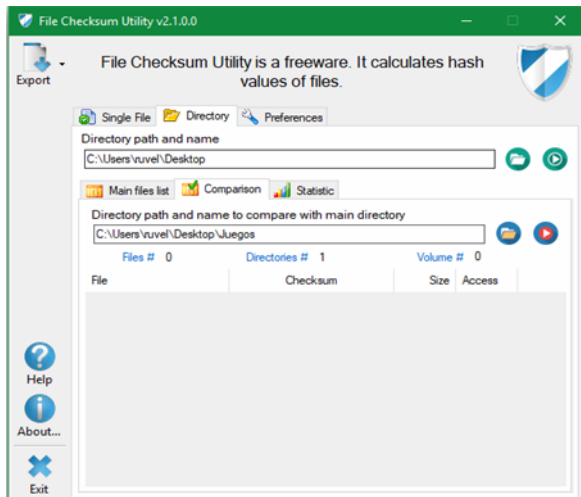 File Checksum Utility v2.1.0.0
Export
File Checksum Utility is a freeware. It calculates hash
values of files.
Single File Directory Preferences
Directory path and name
C:\Users\ruvel\Desktop
Main files list Comparison Statistic
Directory path and name to compare with main directory
C:\Users\ruvel\Desktop\Juegos
Files # 0 Directories # 1 Volume # 0
File Checksum Size Access
Help
About...
Exit